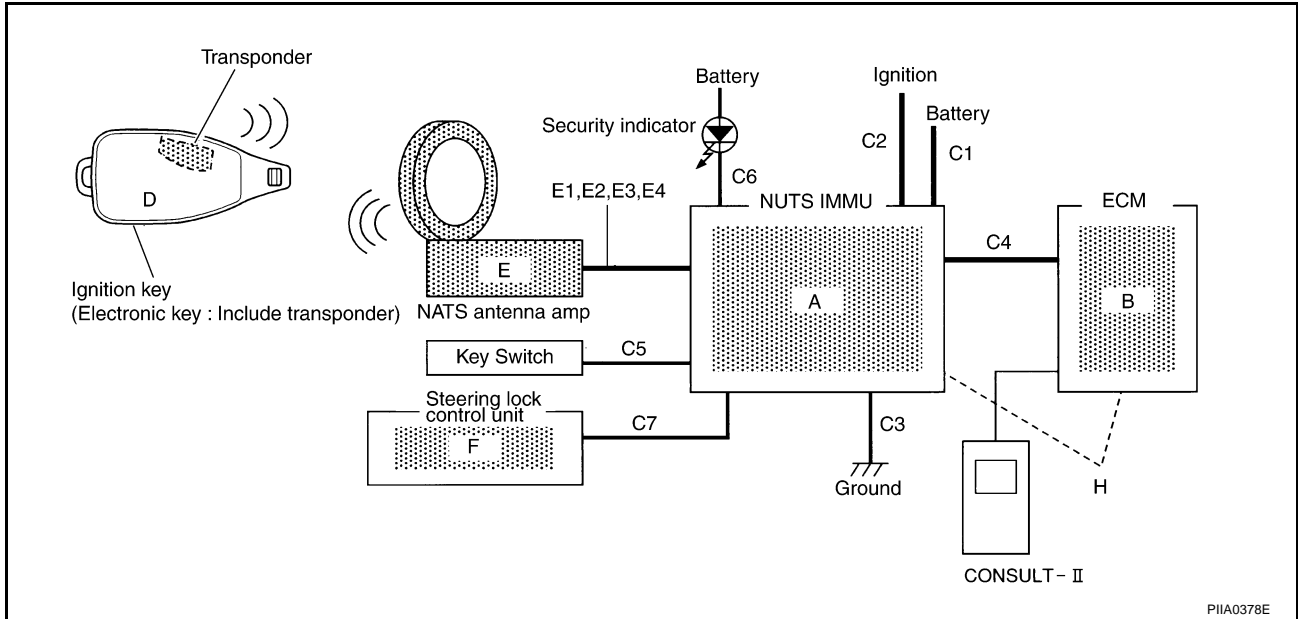 Transponder
Battery
Ignition
Battery
Security indicator
C2
C1
C6
D
E1,E2,E3,E4
NUTS IMMU
ECM
C4
E
A
B
Ignition key
(Electronic key : Include transponder)
NATS antenna amp
Key Switch
C5
Steering lock
control unit
F
C7
C3
Ground
H
CONSULT-II
PIIA0378E